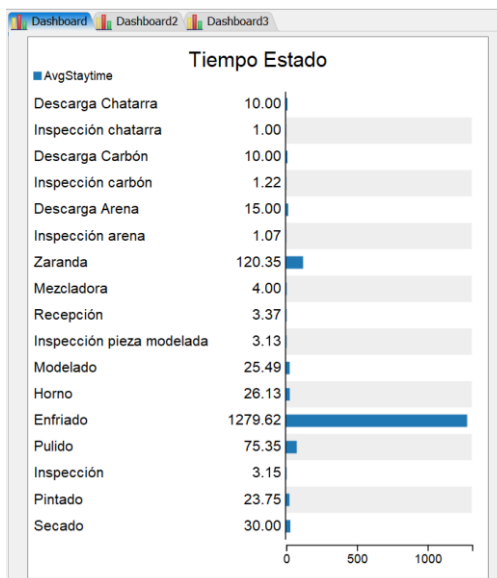 Dashboard Dashboard2 Dashboard3
Tiempo Estado
AvgStaytime
Descarga Chatarra 10.00
Inspección chatarra 1.00
Descarga Carbón 10.00
Inspección carbón 1.22
Descarga Arena 15.00
Inspección arena 1.07
Zaranda 120.35
Mezcladora 4.00
Recepción 3.37
Inspección pieza modelada 3.13
Modelado 25.49
Horno 26.13
Enfriado 1279.62
Pulido 75.35
Inspección 3.15
Pintado 23.75
Secado 30.00
0 500 1000